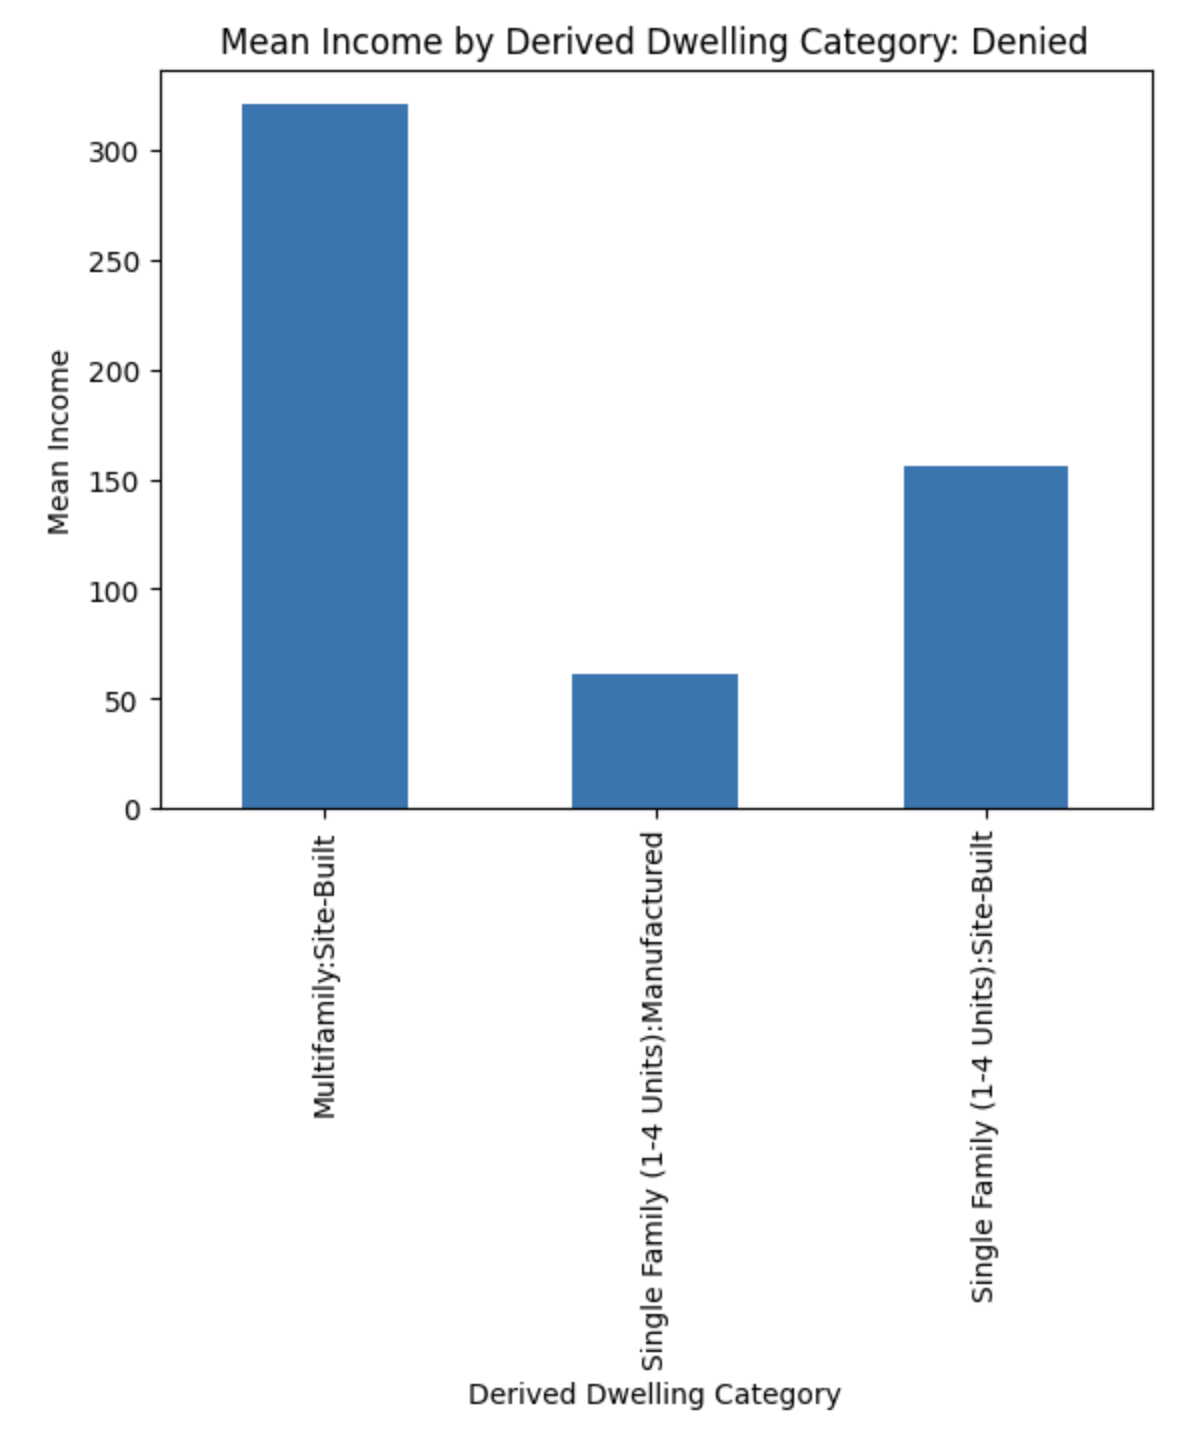 Mean Income by Derived Dwelling Category: Denied
300
250
200
150
100
50
0
Mean Income
Multifamily:Site-Built
Single Family (1-4 Units):Manufactured
Single Family (1-4 Units):Site-Built
Derived Dwelling Category